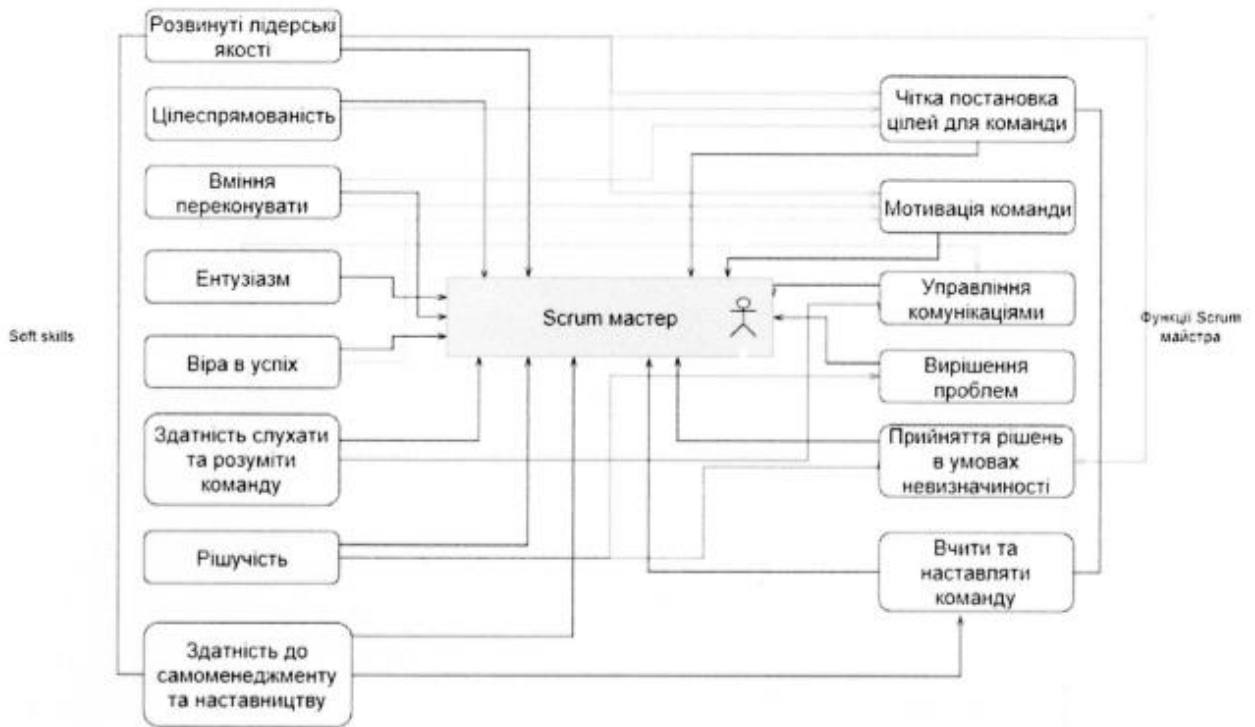 Розвинуті лідерські
якості
Цілеспрямованість
Вміння
переконувати
Ентузіазм
Віра в успіх
Здатність слухати
та розуміти
команду
Рішучість
Здатність до
самоменеджменту
та наставництву
Soft skills
Scrum мастер
Чітка постановка
цілей для команди
Мотивація команди
Управління
комунікаціями
Вирішення
проблем
Прийняття рішень
в умовах
невизначиності
Вчити та
наставляти
команду
Функції Scrum
майстра